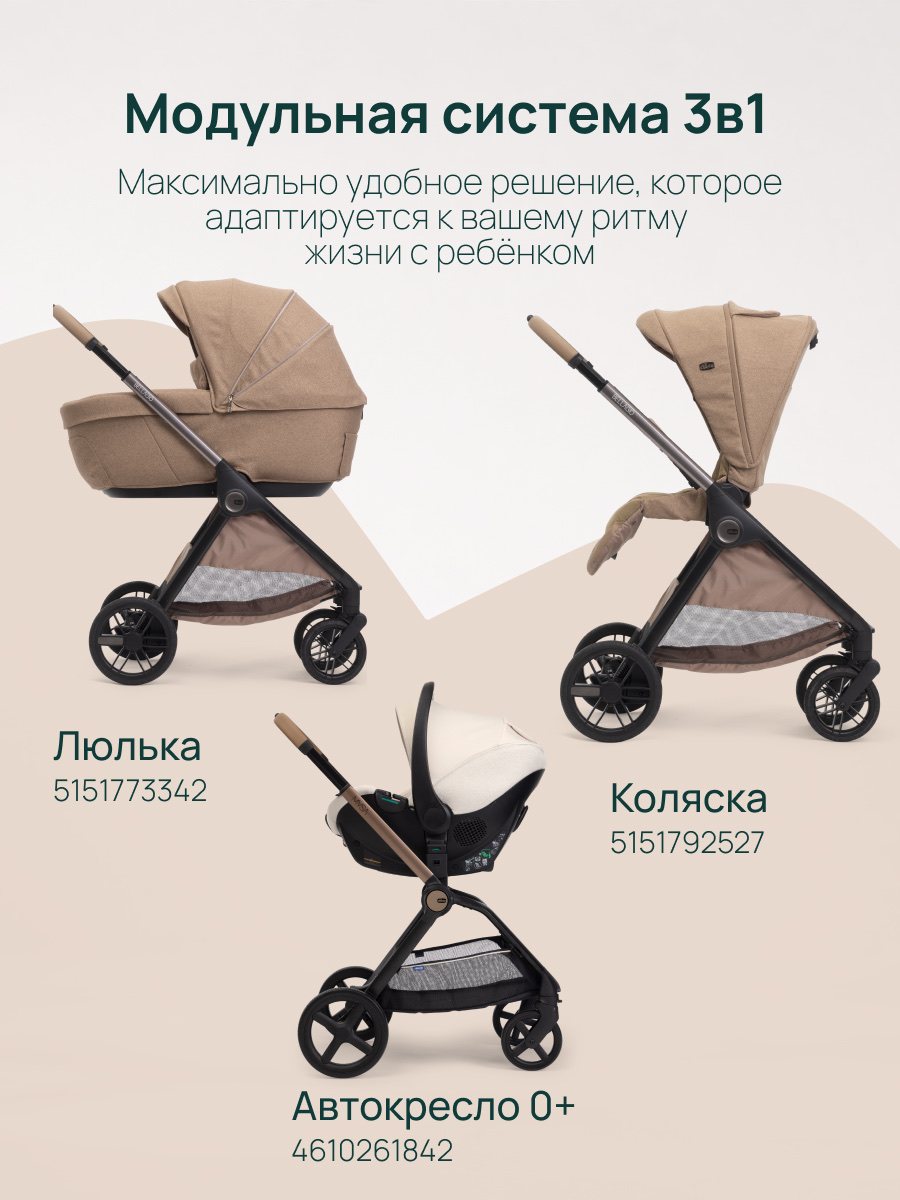 Модульная система 3в1
Максимально удобное решение, которое
адаптируется к вашему ритму
жизни с ребёнком
Люлька
5151773342
Коляска
5151792527
Автокресло 0+
4610261842